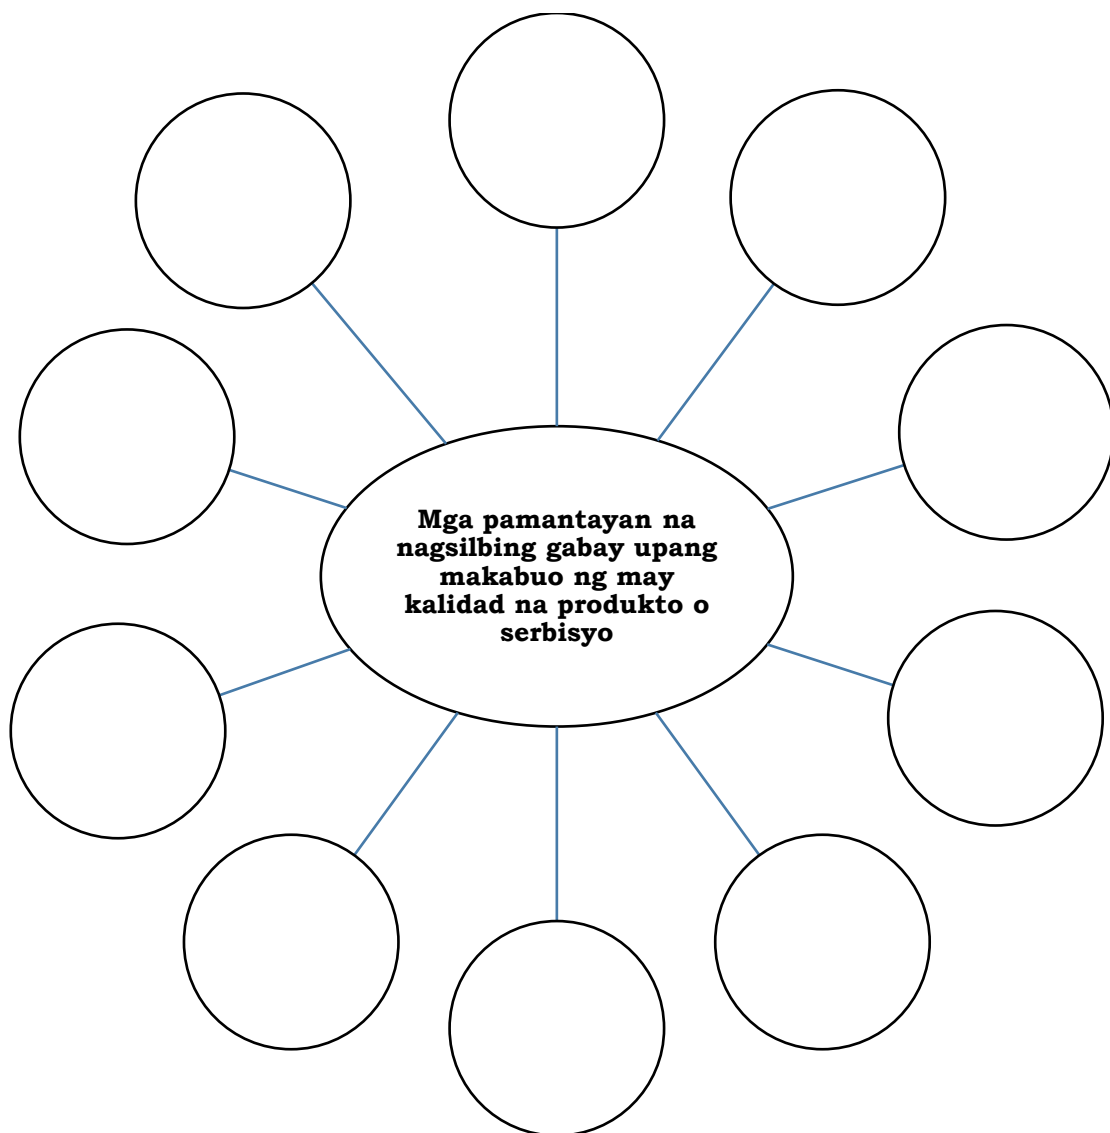 Mga pamantayan na
nagsilbing gabay upang
makabuo ng may
kalidad na produkto o
serbisyo